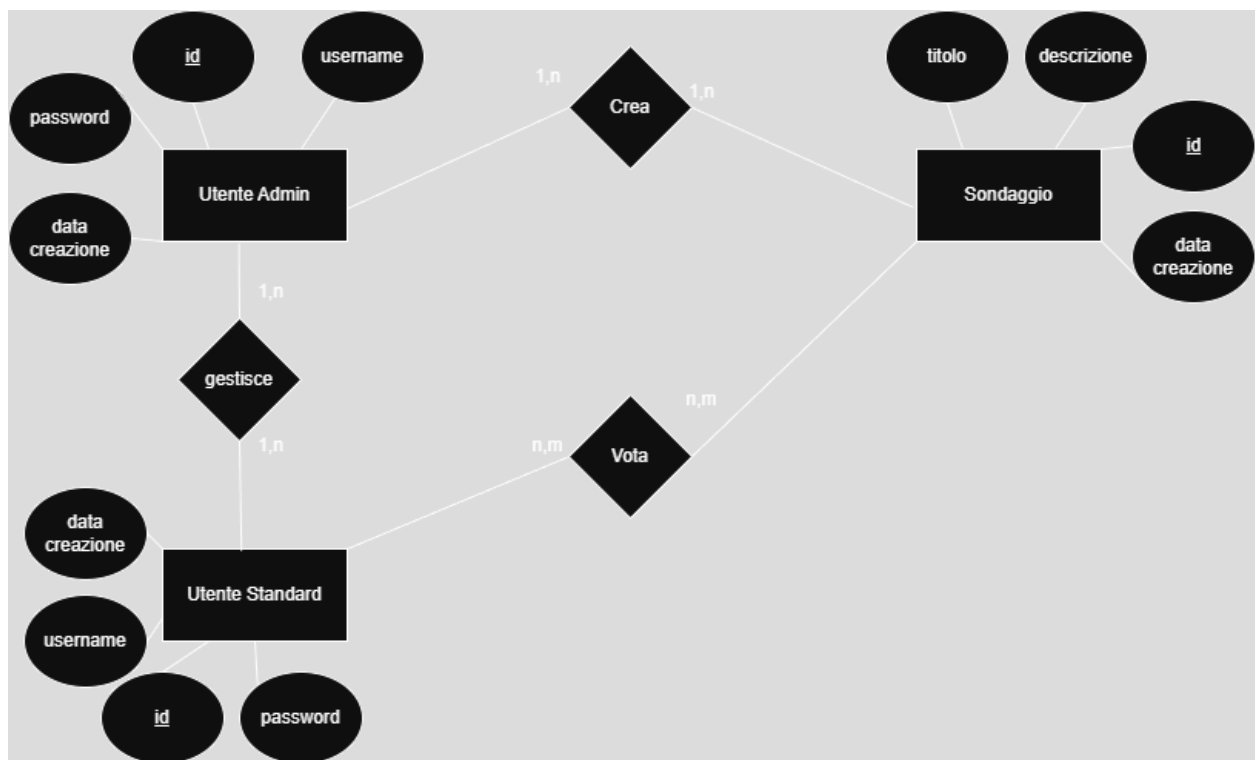 id
username
password
Utente Admin
data
creazione
1,n
Crea
1,n
titolo
descrizione
id
Sondaggio
data
creazione
1,n
gestisce
1,n
n,m
Vota
n,m
data
creazione
Utente Standard
username
id
password